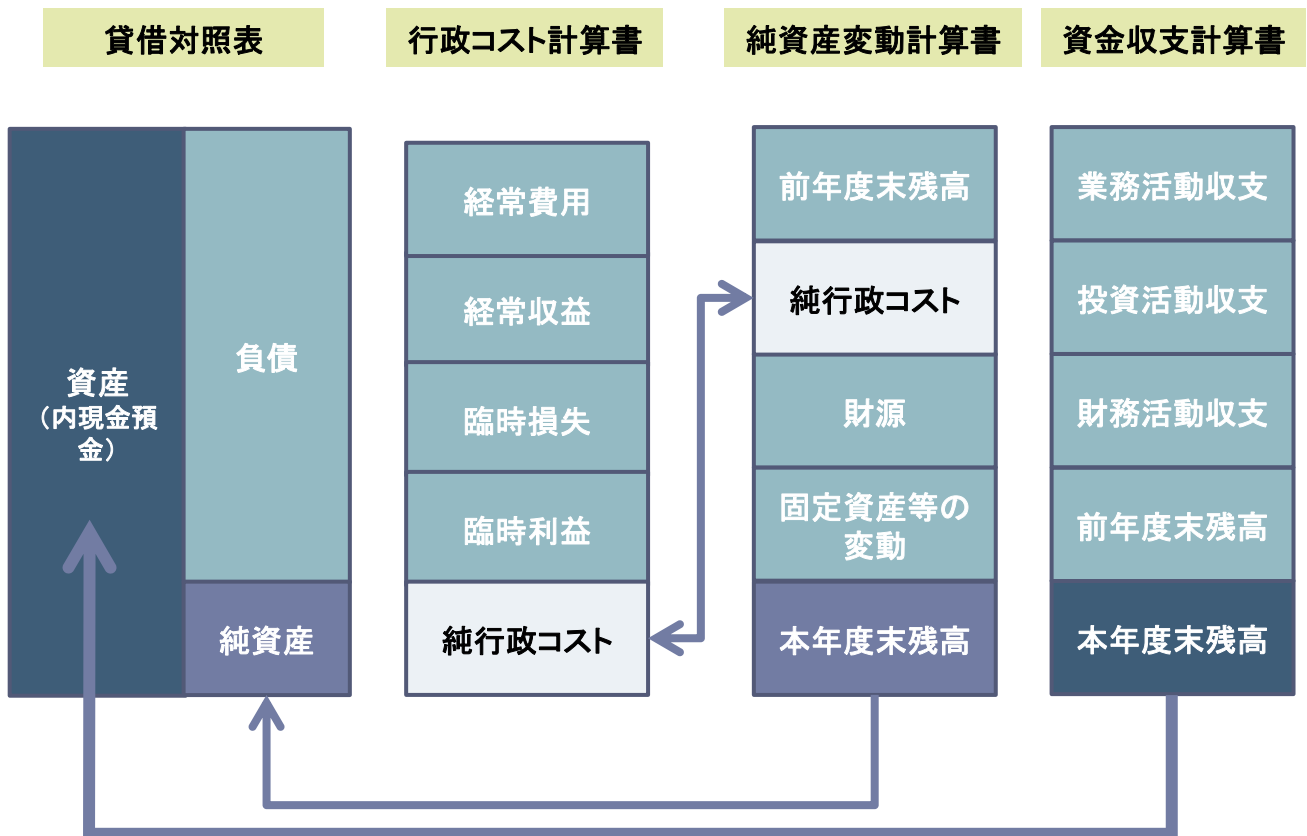 貸借対照表
行政コスト計算書
純資産変動計算書
資金収支計算書
資産
（内現金預
金）
負債
純資産
経常費用
経常収益
臨時損失
臨時利益
純行政コスト
前年度末残高
純行政コスト
財源
固定資産等の
変動
本年度末残高
業務活動収支
投資活動収支
財務活動収支
前年度末残高
本年度末残高